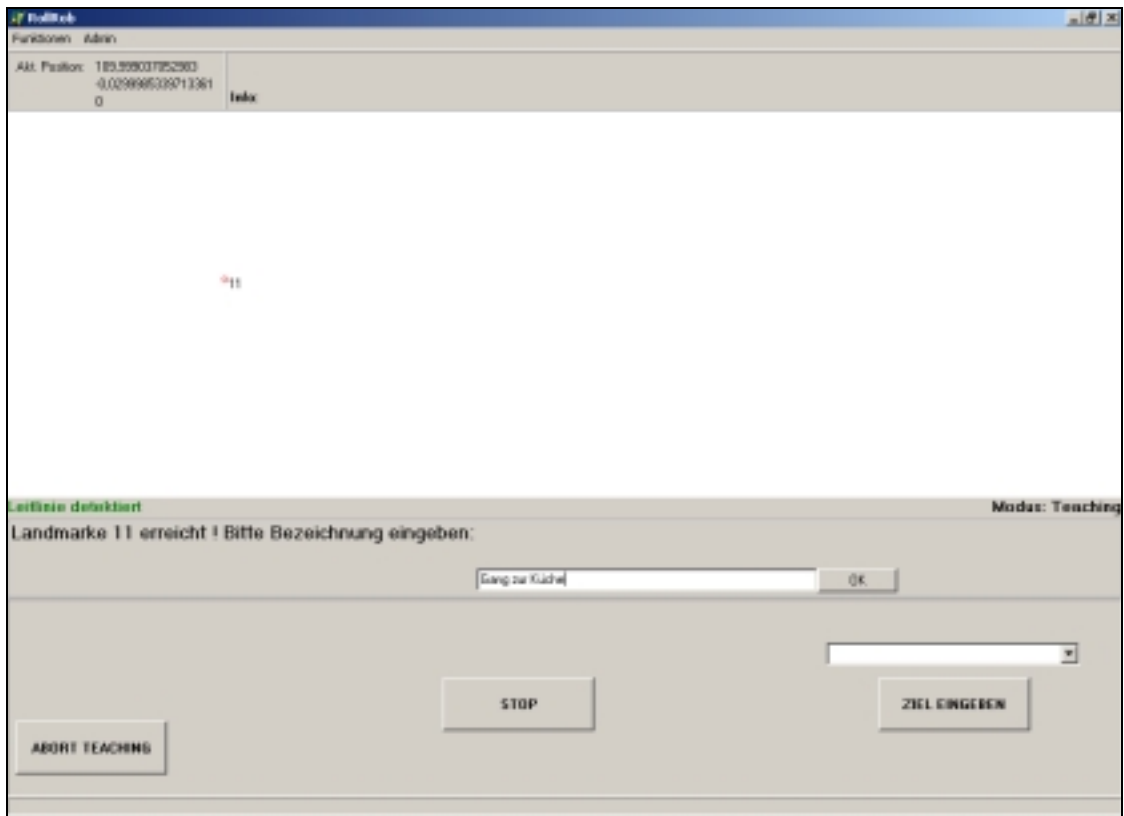 RollRob
Funktionen Admin
Akt. Position: 189,999037852983
-0,0299985339713361
0
Info:
11
Leitlinie detektiert
Modus: Teaching
Landmarke 11 erreicht ! Bitte Bezeichnung eingeben:
Gang zur Küche
OK
STOP
ZIEL EINGEBEN
ABORT TEACHING